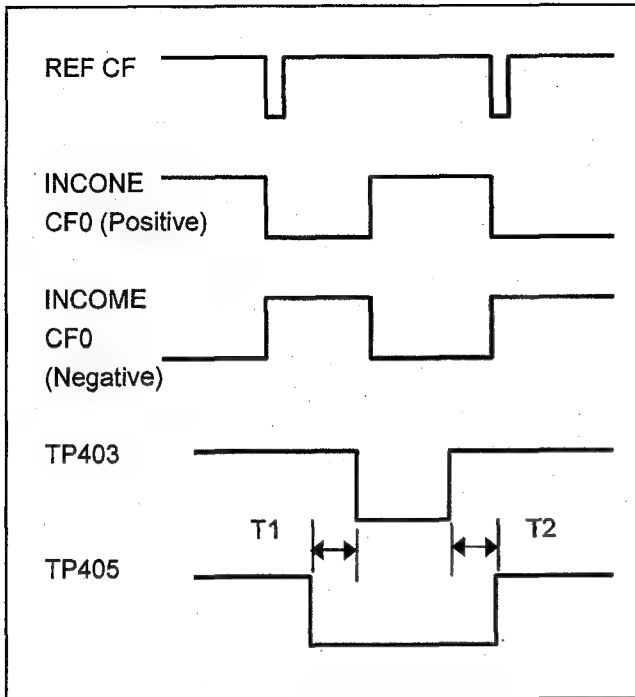 REF CF
INCONE
CF0 (Positive)
INCOME
CF0
(Negative)
TP403
T1
T2
TP405